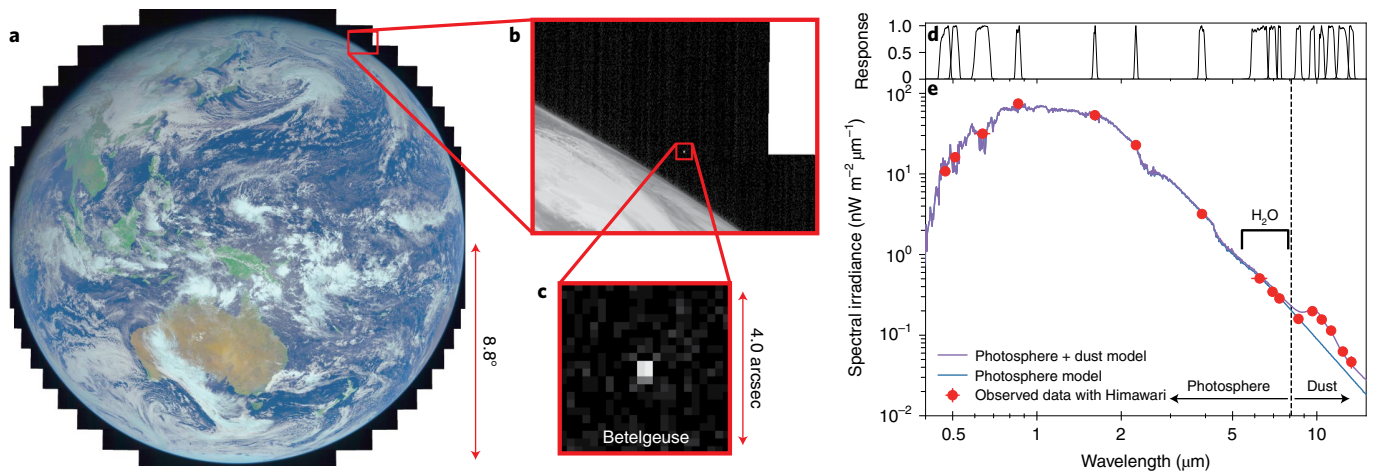 a
8.8°
b
c
4.0 arcsec
Betelgeuse
d
Response
1.0
0.5
0
e
Spectral irradiance (nW m⁻² μm⁻¹)
10²
10¹
10⁰
10⁻¹
10⁻²
H₂O
Photosphere + dust model
Photosphere model
Observed data with Himawari
Photosphere
Dust
0.5
1
2
5
10
Wavelength (μm)